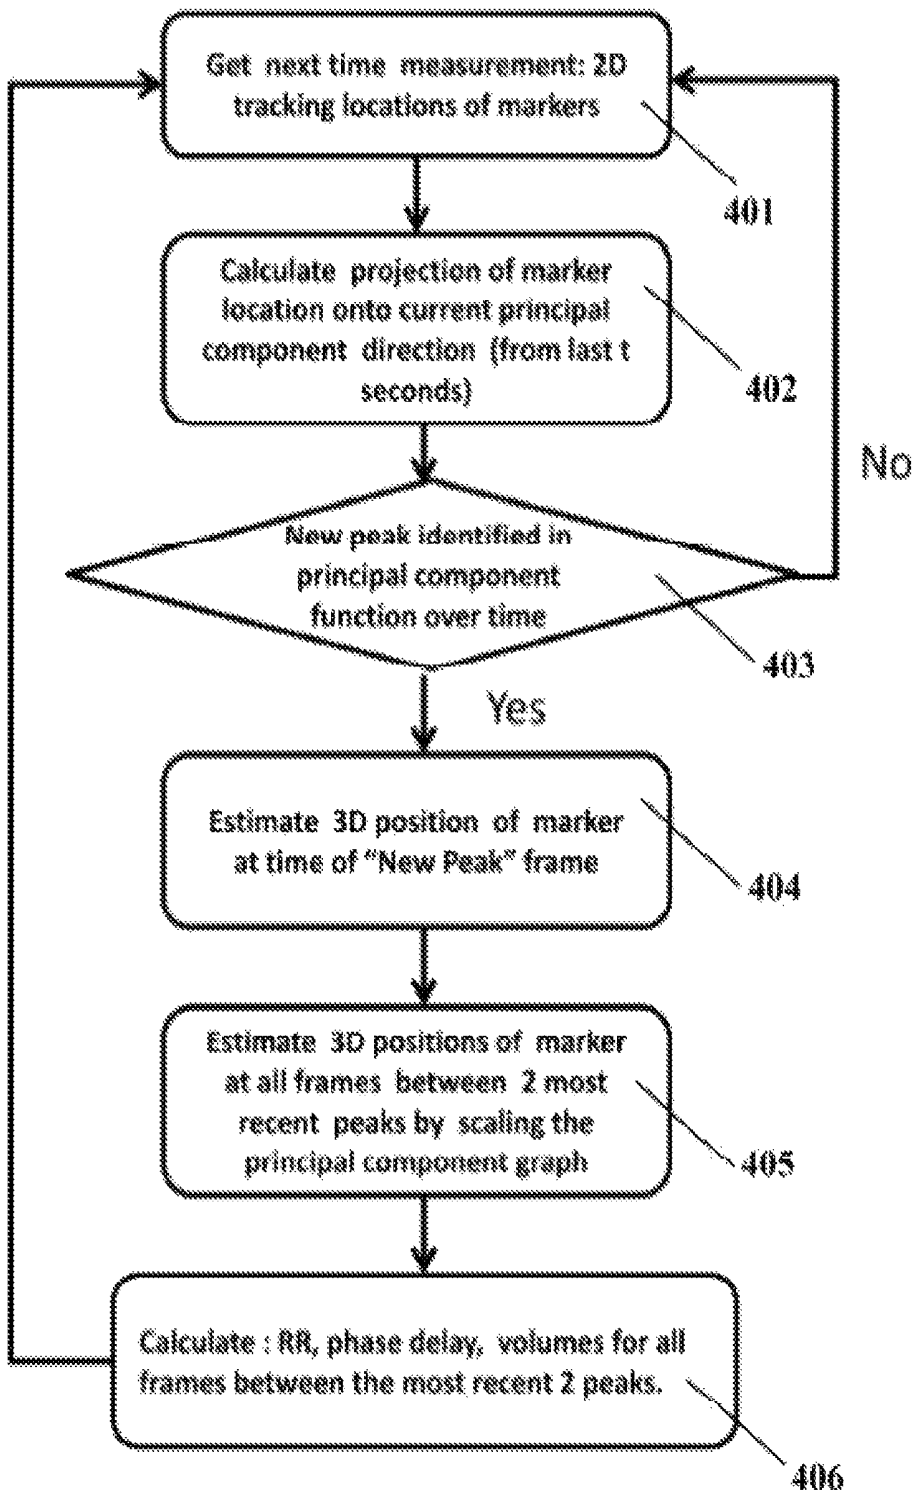 Get next time measurement: 2D
tracking locations of markers
401
Calculate projection of marker
location onto current principal
component direction (from last t
seconds)
402
No
New peak identified in
principal component
function over time
403
Yes
Estimate 3D position of marker
at time of “New Peak” frame
404
Estimate 3D positions of marker
at all frames between 2 most
recent peaks by scaling the
principal component graph
405
Calculate : RR, phase delay, volumes for all
frames between the most recent 2 peaks.
406